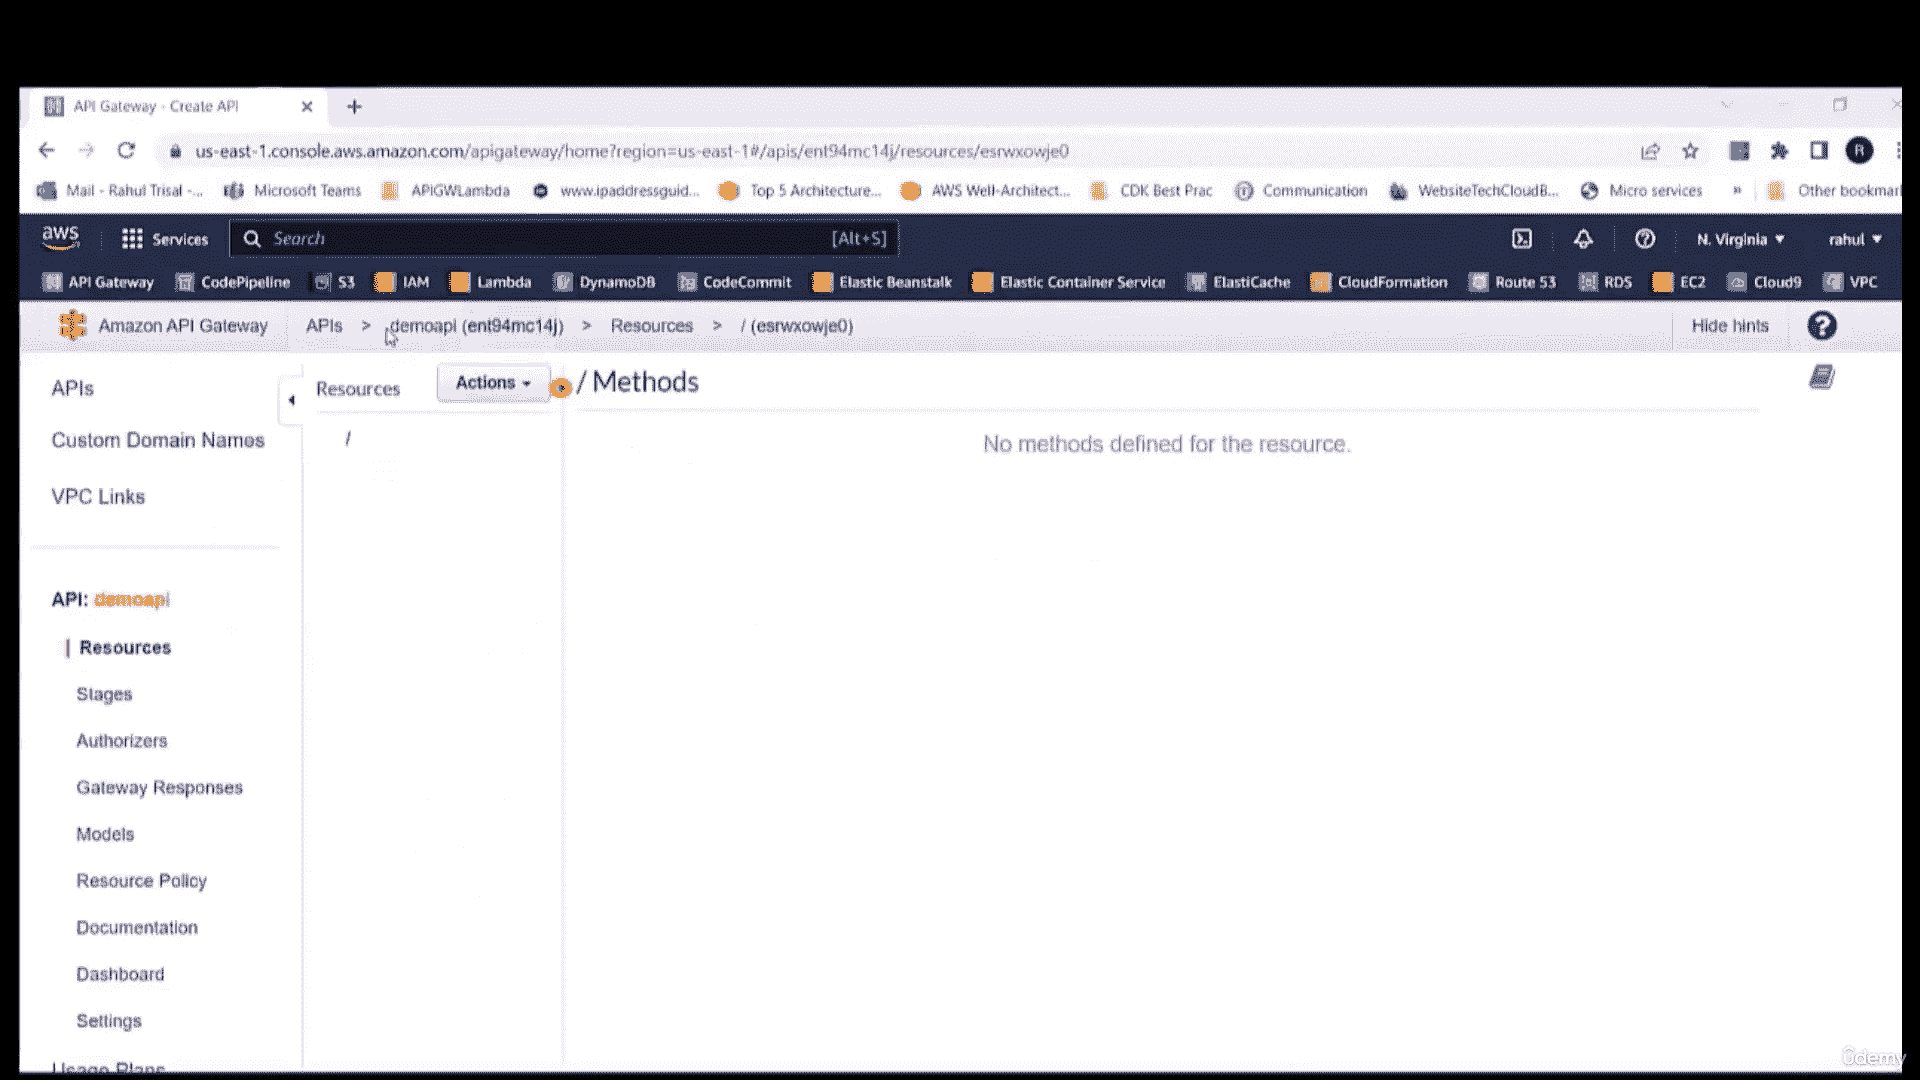 API Gateway - Create API
us-east-1.console.aws.amazon.com/apigateway/home?region=us-east-1#/apis/ent94mc14j/resources/esrwxowje0
R
Mail - Rahul Trisal -... Microsoft Teams APIGWLambda www.ipaddressguid... Top 5 Architecture... AWS Well-Architect... CDK Best Prac Communication WebsiteTechCloudB... Micro services » Other bookmar
aws Services Search [Alt+S] N. Virginia rahul
API Gateway CodePipeline S3 IAM Lambda DynamoDB CodeCommit Elastic Beanstalk Elastic Container Service ElastiCache CloudFormation Route 53 RDS EC2 Cloud9 VPC
Amazon API Gateway APIs > demoapi (ent94mc14j) > Resources > / (esrwxowje0) Hide hints
APIs
Custom Domain Names
VPC Links
API: demoapi
Resources
Stages
Authorizers
Gateway Responses
Models
Resource Policy
Documentation
Dashboard
Settings
Usage Plans
Resources Actions
/
/ Methods
No methods defined for the resource.
ûdemy